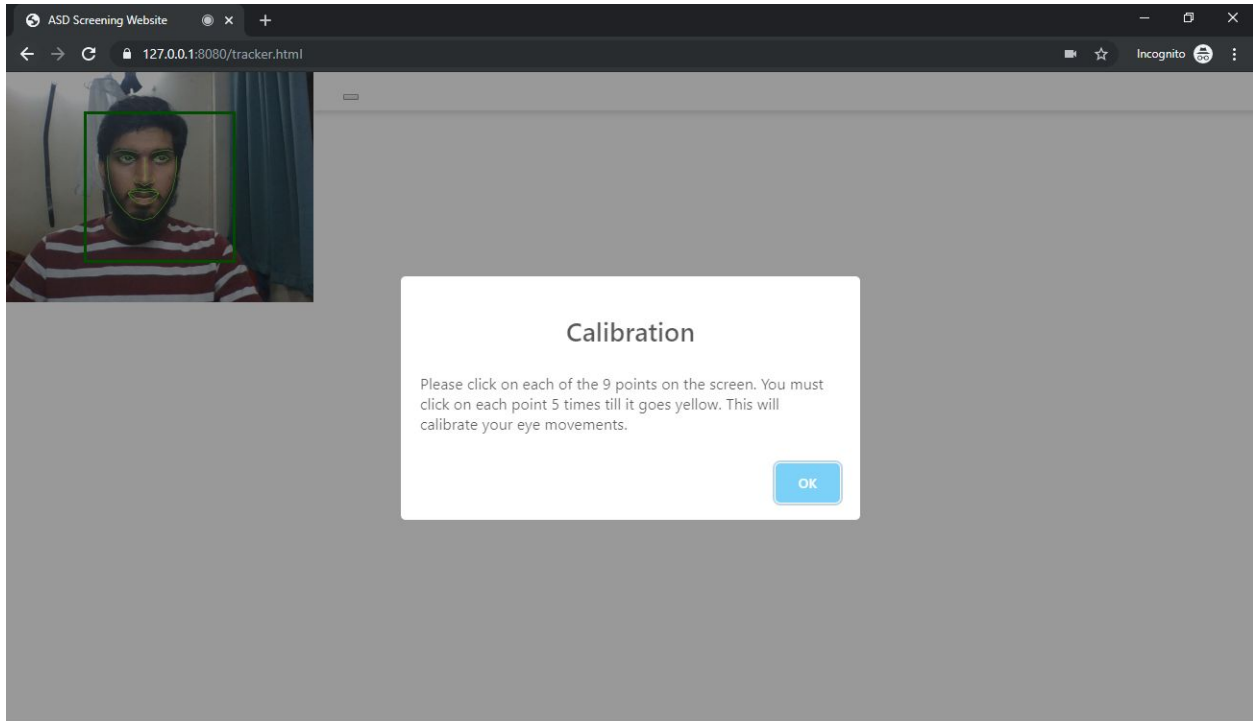 ASD Screening Website
127.0.0.1:8080/tracker.html
Incognito
Calibration
Please click on each of the 9 points on the screen. You must
click on each point 5 times till it goes yellow. This will
calibrate your eye movements.
OK